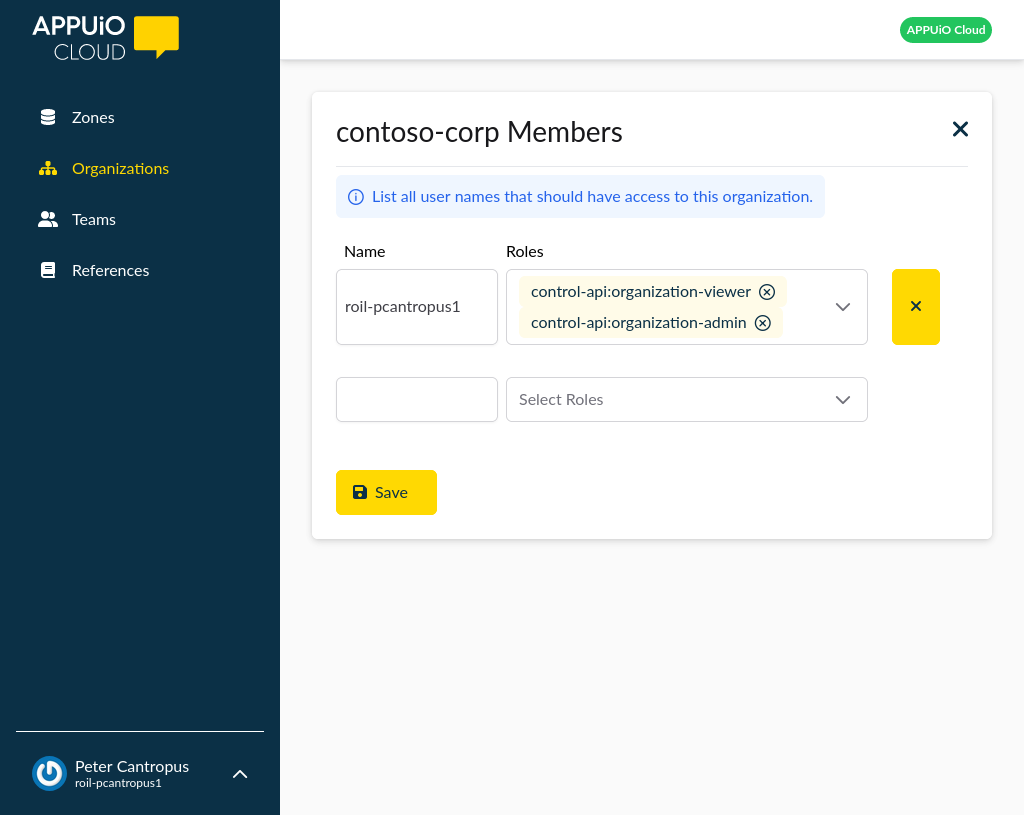 APPUiO
CLOUD
Zones
Organizations
Teams
References
Peter Cantropus
roil-pcantropus1
APPUiO Cloud
contoso-corp Members
List all user names that should have access to this organization.
Name Roles
roil-pcantropus1
control-api:organization-viewer
control-api:organization-admin
Select Roles
Save